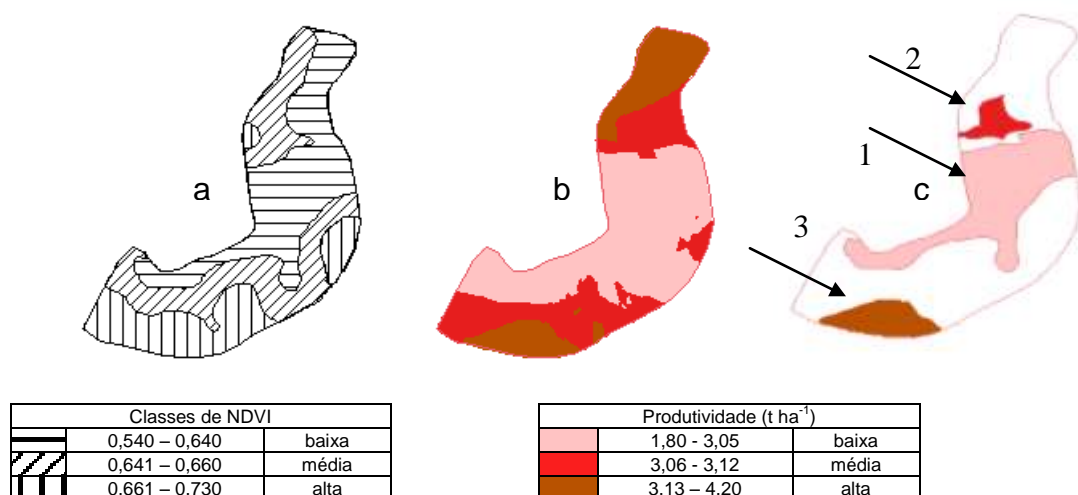 2
1
a
b
c
3
Classes de NDVI
0,540 – 0,640 baixa
0,641 – 0,660 média
0,661 - 0,730 alta
Produtividade (t ha⁻¹)
1,80 - 3,05 baixa
3,06 - 3,12 média
3,13 – 4,20 alta